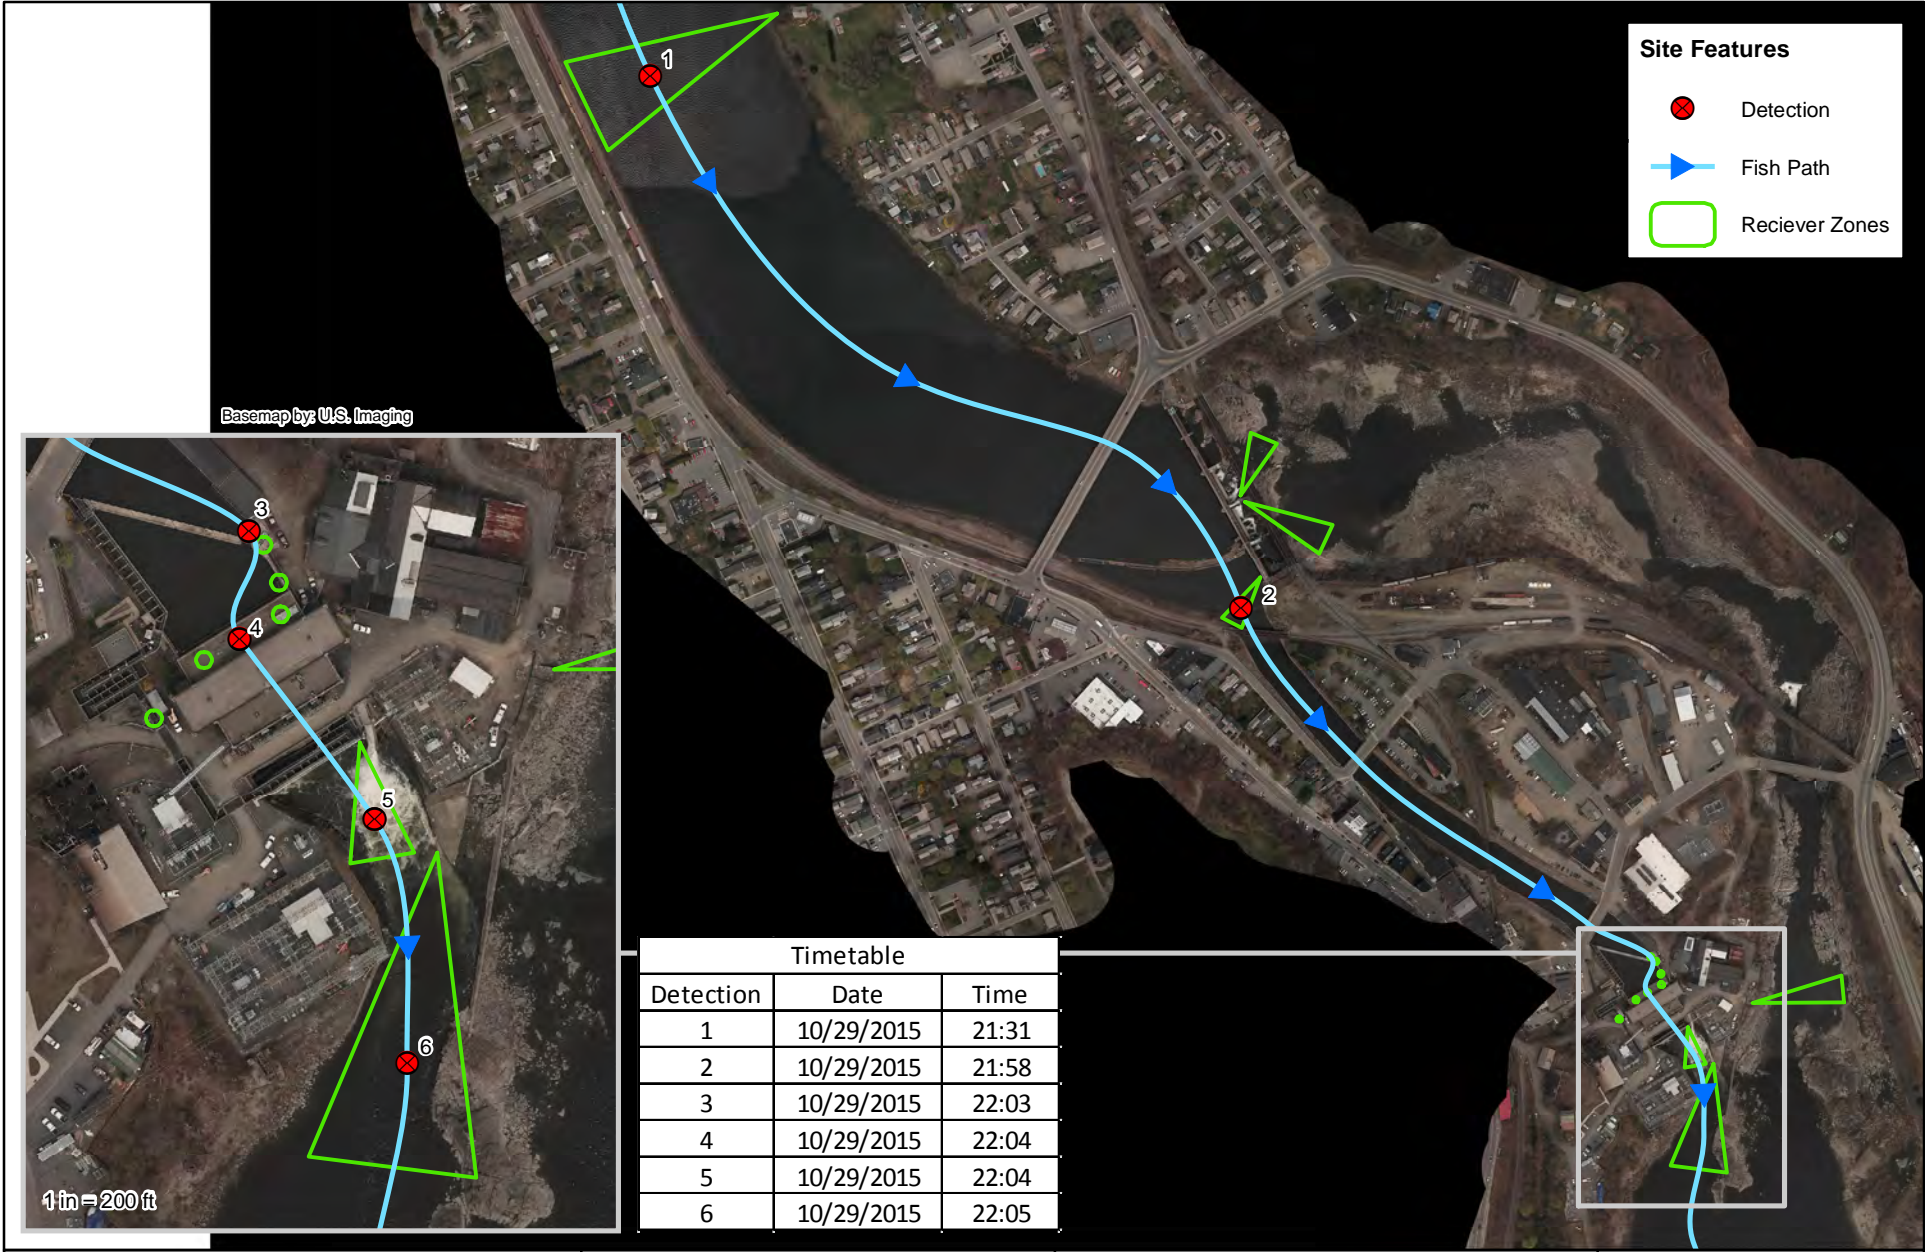 Site Features
Detection
Fish Path
Reciever Zones
1
2
Basemap by: U.S. Imaging
3
4
5
6
1 in = 200 ft
Timetable
Detection Date Time
1 10/29/2015 21:31
2 10/29/2015 21:58
3 10/29/2015 22:03
4 10/29/2015 22:04
5 10/29/2015 22:04
6 10/29/2015 22:05